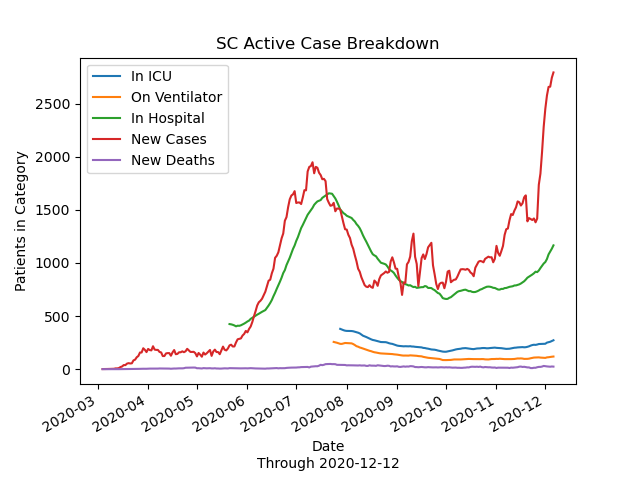 SC Active Case Breakdown
In ICU
On Ventilator
In Hospital
New Cases
New Deaths
Patients in Category
2500
2000
1500
1000
500
0
2020-03
2020-04
2020-05
2020-06
2020-07
2020-08
2020-09
2020-10
2020-11
2020-12
Date
Through 2020-12-12